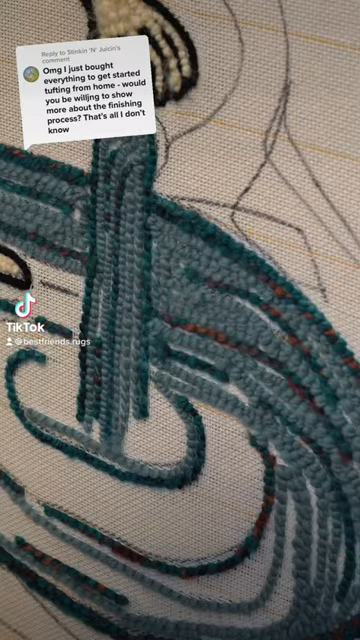 Reply to Stinkin 'N' Juicin's
comment
Omg I just bought
everything to get started
tufting from home - would
you be willjng to show
more about the finishing
process? That's all I don't
know
TikTok
@bestfriends.rugs